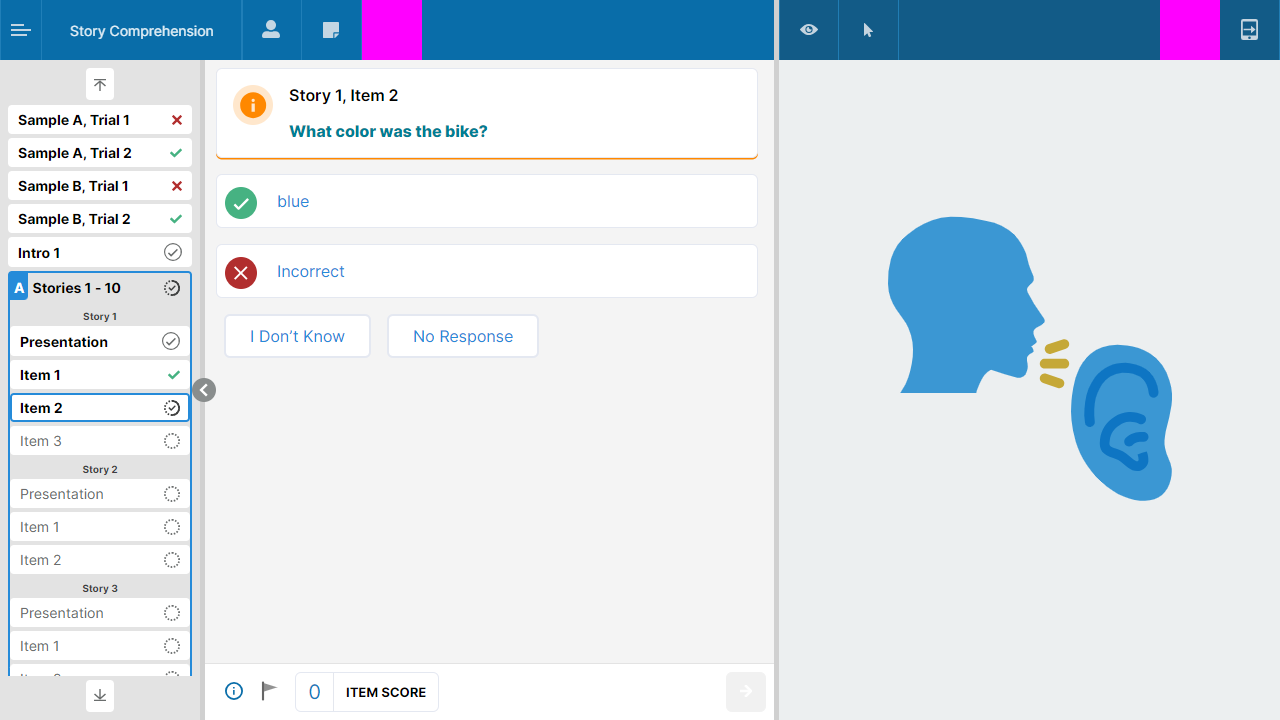 Story Comprehension
Sample A, Trial 1
Sample A, Trial 2
Sample B, Trial 1
Sample B, Trial 2
Intro 1
A Stories 1 - 10
Story 1
Presentation
Item 1
Item 2
Item 3
Story 2
Presentation
Item 1
Item 2
Story 3
Presentation
Item 1
Story 1, Item 2
What color was the bike?
blue
Incorrect
I Don't Know
No Response
0 ITEM SCORE